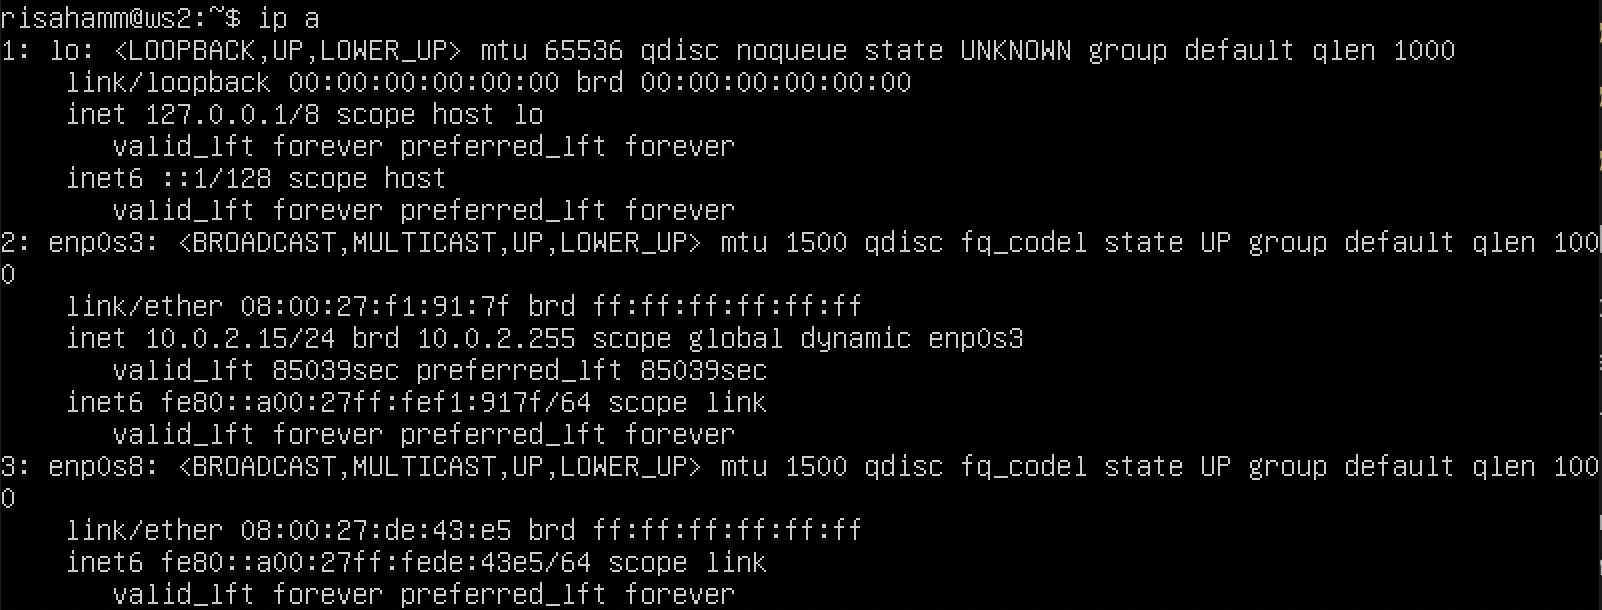 risahamm@ws2:~$ ip a
1: lo: <LOOPBACK,UP,LOWER_UP> mtu 65536 qdisc noqueue state UNKNOWN group default qlen 1000
    link/loopback 00:00:00:00:00:00 brd 00:00:00:00:00:00
    inet 127.0.0.1/8 scope host lo
       valid_lft forever preferred_lft forever
    inet6 ::1/128 scope host
       valid_lft forever preferred_lft forever
2: enp0s3: <BROADCAST,MULTICAST,UP,LOWER_UP> mtu 1500 qdisc fq_codel state UP group default qlen 100
0
    link/ether 08:00:27:f1:91:7f brd ff:ff:ff:ff:ff:ff
    inet 10.0.2.15/24 brd 10.0.2.255 scope global dynamic enp0s3
       valid_lft 85039sec preferred_lft 85039sec
    inet6 fe80::a00:27ff:fef1:917f/64 scope link
       valid_lft forever preferred_lft forever
3: enp0s8: <BROADCAST,MULTICAST,UP,LOWER_UP> mtu 1500 qdisc fq_codel state UP group default qlen 100
0
    link/ether 08:00:27:de:43:e5 brd ff:ff:ff:ff:ff:ff
    inet6 fe80::a00:27ff:fede:43e5/64 scope link
       valid_lft forever preferred_lft forever